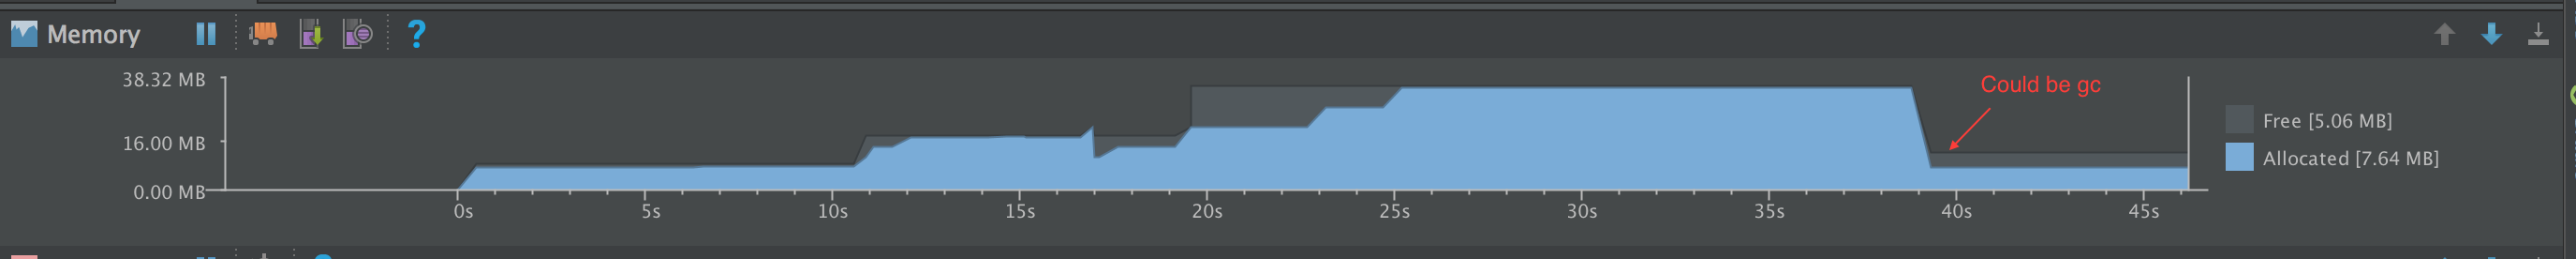 Memory
?
38.32 MB
Could be gc
Free [5.06 MB]
16.00 MB
Allocated [7.64 MB]
0.00 MB
0s 5s 10s 15s 20s 25s 30s 35s 40s 45s